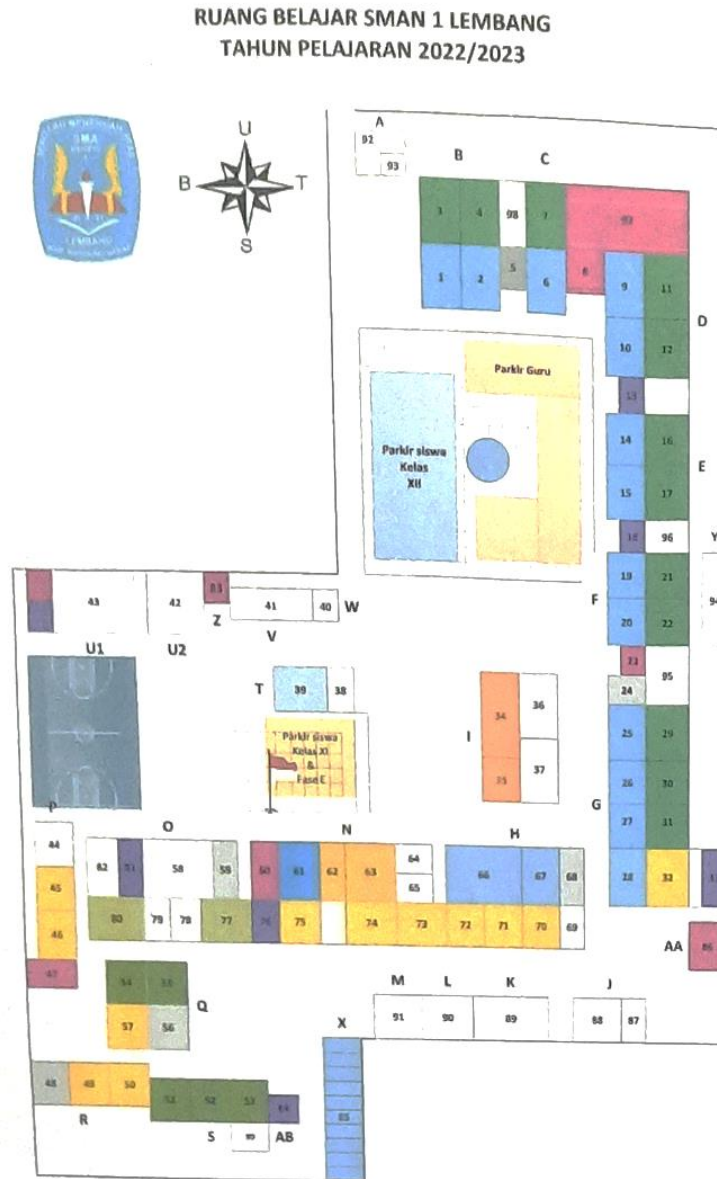 RUANG BELAJAR SMAN 1 LEMBANG
TAHUN PELAJARAN 2022/2023
SMA
LEMBANG
U
B T
S
A
92
93
B C
3 4 98 7
1 2 5 6 8 9 11
D
10 12
13
Parkir Guru
Parkir siswa
Kelas
XII
14 16
E
15 17
18 96 Y
19 21
F
94
20 22
23
95
24
43 42 83 41 40 W
Z
V
U1 U2
T 39 38
Parkir siswa
Kelas XI
&
Fase E
I
34 36
37
25 29
26 30
G
27 31
28 32
P O N H
44
62 58 59 60 61 62 63 64 66 67 68
65
45
46
80 79 78 77 76 75 74 73 72 71 70 69
AA 86
47
Q
57 56
M L K J
91 90 89 88 87
X
85
48 49 50
R
51 52 53
S AB